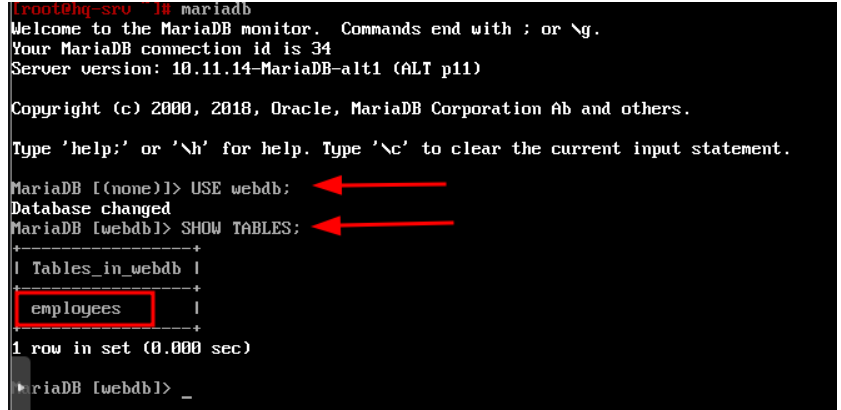 [root@hq-srv ~]# mariadb
Welcome to the MariaDB monitor.  Commands end with ; or \g.
Your MariaDB connection id is 34
Server version: 10.11.14-MariaDB-alt1 (ALT p11)
Copyright (c) 2000, 2018, Oracle, MariaDB Corporation Ab and others.
Type 'help;' or '\h' for help. Type '\c' to clear the current input statement.
MariaDB [(none)]> USE webdb;
Database changed
MariaDB [webdb]> SHOW TABLES;
+-----------------+
| Tables_in_webdb |
+-----------------+
employees       |
+-----------------+
1 row in set (0.000 sec)
MariaDB [webdb]> _